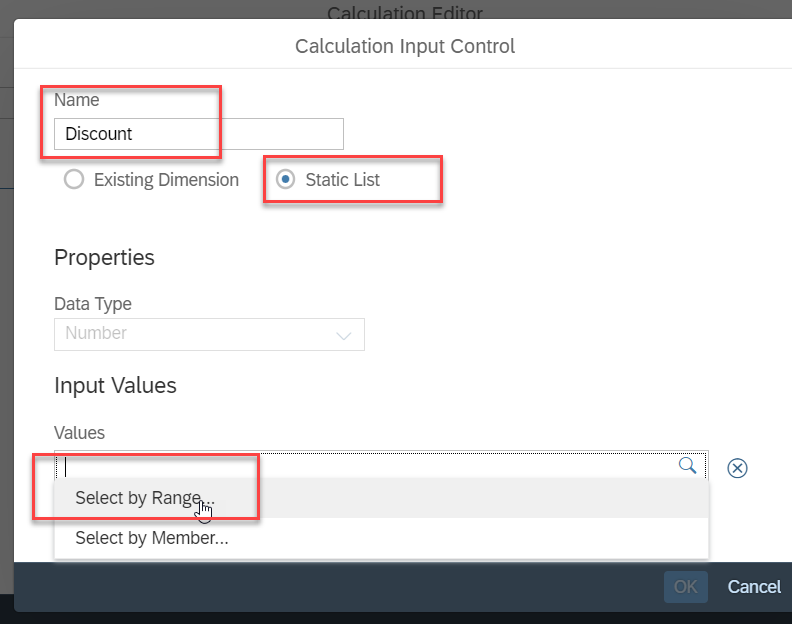 Calculation Editor
Calculation Input Control
Name
Discount
Existing Dimension
Static List
Properties
Data Type
Number
Input Values
Values
Select by Range...
Select by Member...
OK
Cancel